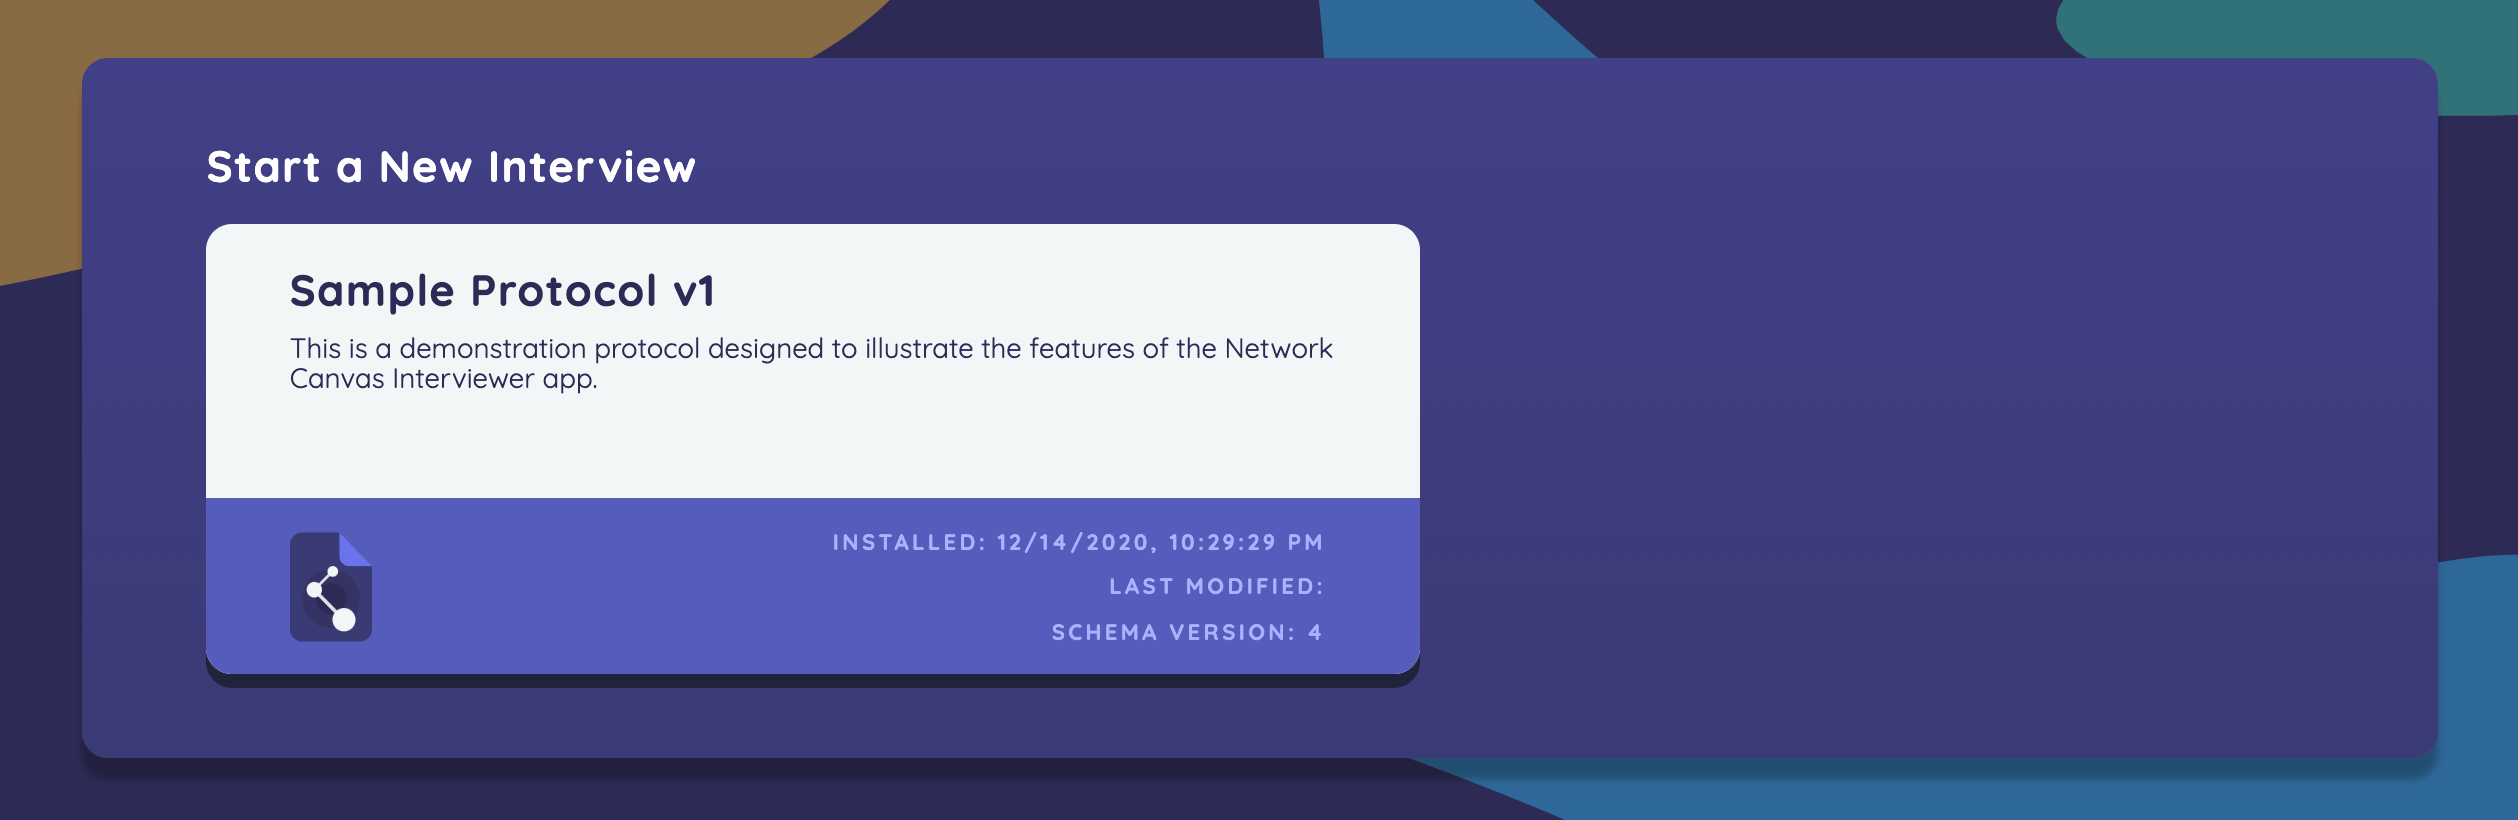 Start a New Interview
Sample Protocol v1
This is a demonstration protocol designed to illustrate the features of the Network
Canvas Interviewer app.
INSTALLED: 12/14/2020, 10:29:29 PM
LAST MODIFIED:
SCHEMA VERSION: 4